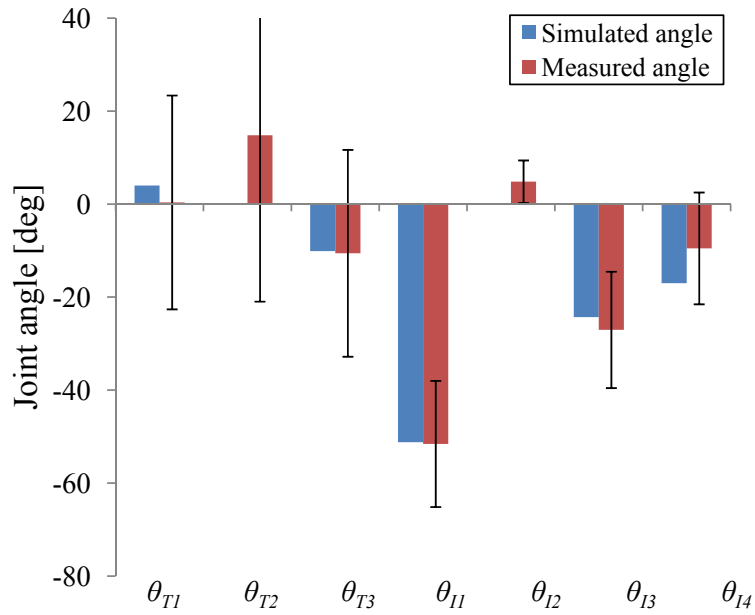 40
Simulated angle
Measured angle
20
0
-20
-40
-60
-80
Joint angle [deg]
θT1 θT2 θT3 θI1 θI2 θI3 θI4